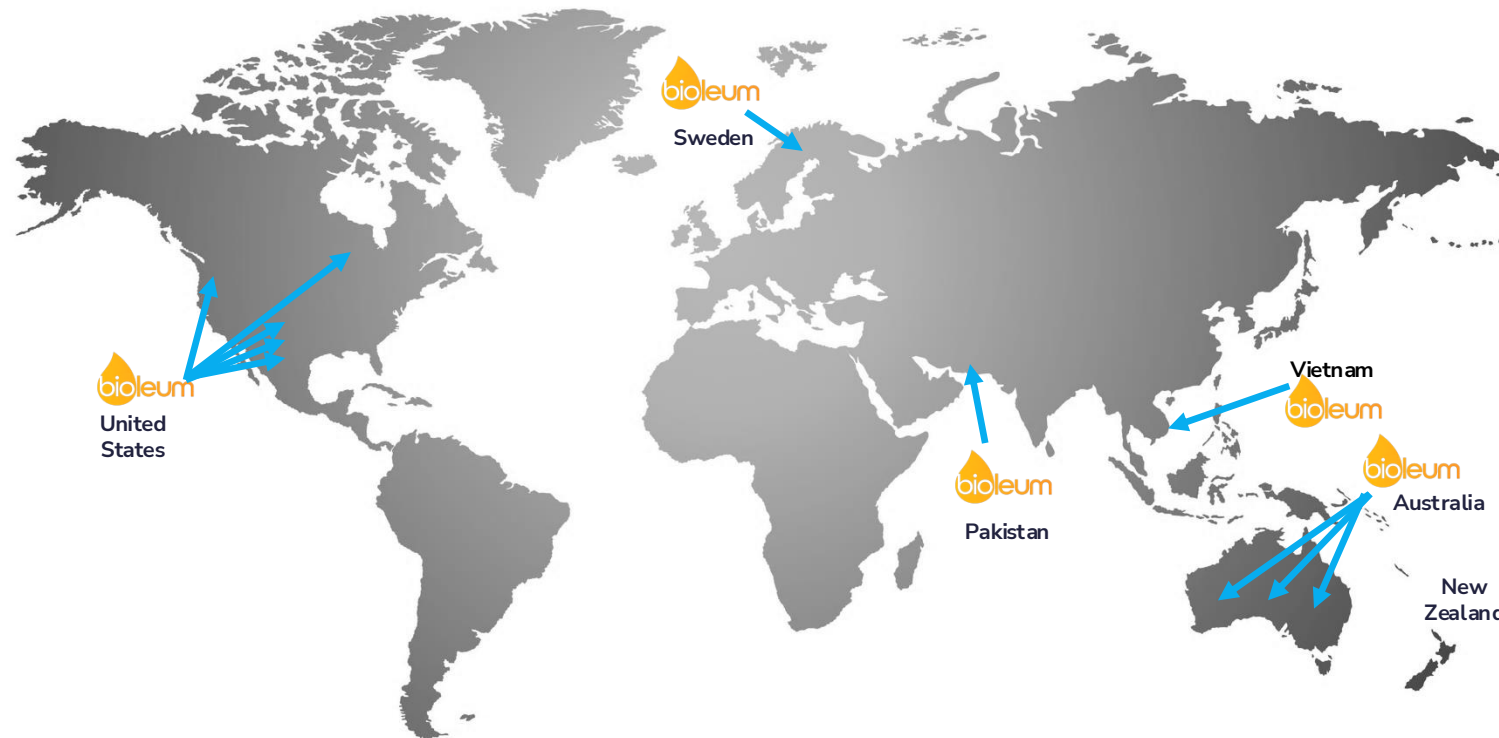 bioleum
Sweden
bioleum
United
States
Vietnam
bioleum
bioleum
Australia
bioleum
Pakistan
New
Zealand